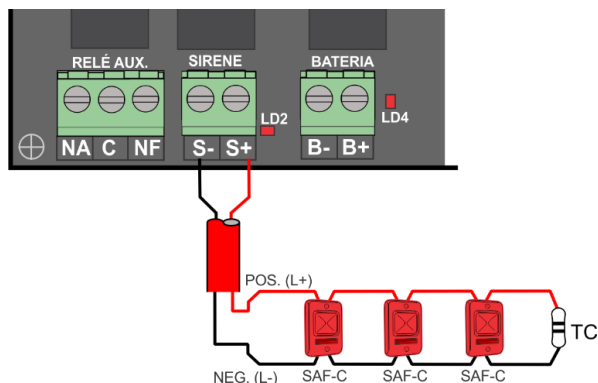 RELÉ AUX. SIRENE BATERIA
LD2 LD4
NA C NF S- S+ B- B+
POS. (L+)
TC
NEG. (L-) SAF-C SAF-C SAF-C